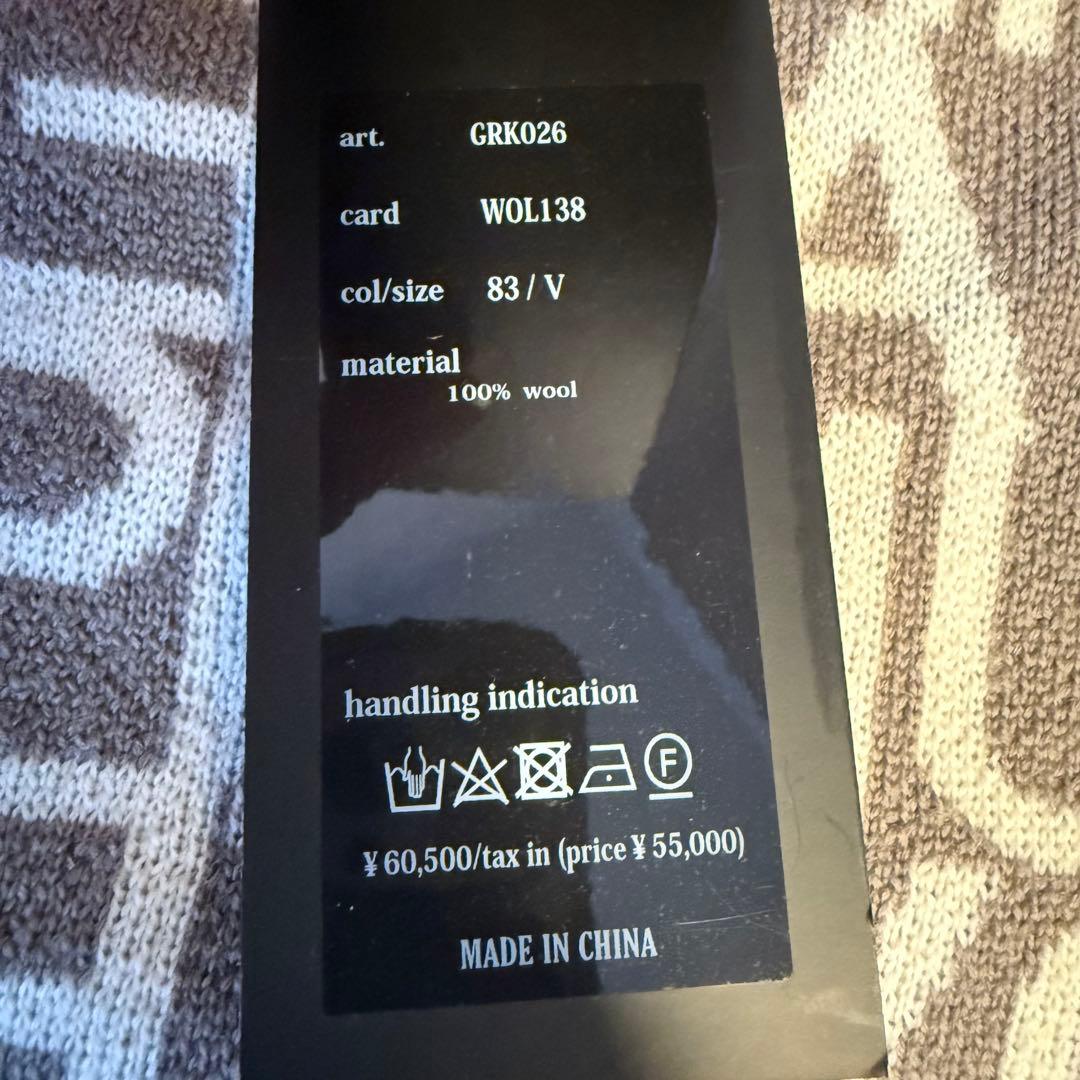 art. GRK026
card WOL138
col/size 83 / V
material
100% wool
handling indication
F
¥ 60,500/tax in (price ¥ 55,000)
MADE IN CHINA